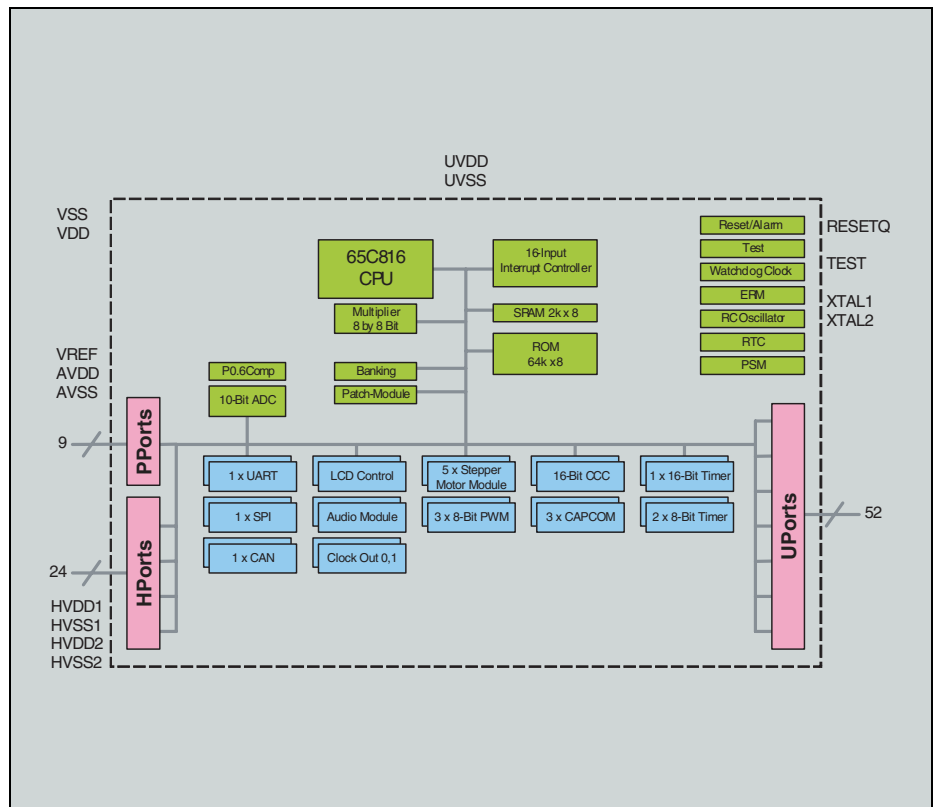 UVDD
UVSS
VSS
VDD
65C816
CPU
16-Input
Interrupt Controller
Reset/Alarm
RESETQ
Test
TEST
Watchdog Clock
ERM
XTAL1
RC Oscillator
XTAL2
RTC
PSM
Multiplier
8 by 8 Bit
SRAM 2k x 8
ROM
64k x8
VREF
AVDD
AVSS
P0.6Comp
10-Bit ADC
Banking
Patch-Module
9
PPorts
1 x UART
LCD Control
5 x Stepper
Motor Module
16-Bit CCC
1 x 16-Bit Timer
1 x SPI
Audio Module
3 x 8-Bit PWM
3 x CAPCOM
2 x 8-Bit Timer
1 x CAN
Clock Out 0,1
UPorts
52
24
HPorts
HVDD1
HVSS1
HVDD2
HVSS2